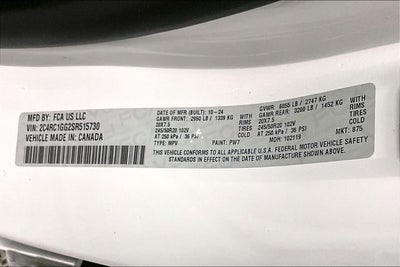 MFD BY: FCA US LLC
VIN: 2C4RC1GG2SR515730
VEHICLE MADE IN: CANADA
DATE OF MFR (BUILT): 10-24
GVWR: 6055 LB / 2747 KG
GAWR FRONT: 2950 LB / 1339 KG WITH
GAWR REAR: 3200 LB / 1452 KG WITH
20X7.5 RIMS
20X7.5 RIMS
245/50R20 102V TIRES
245/50R20 102V TIRES
AT 250 kPa / 36 PSI COLD
AT 250 kPa / 36 PSI COLD
TYPE: MPV PAINT: PW7 MDH: 102119 MKT: B75
THIS VEHICLE CONFORMS TO ALL APPLICABLE U.S.A. FEDERAL MOTOR VEHICLE SAFETY
STANDARDS IN EFFECT ON THE DATE OF MANUFACTURE SHOWN ABOVE.